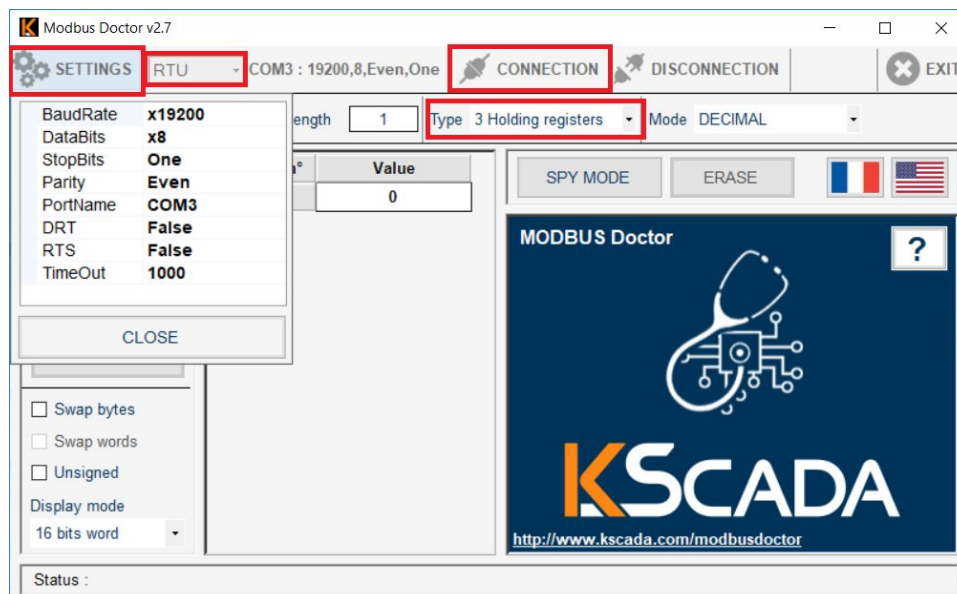 Modbus Doctor v2.7
SETTINGS RTU COM3 : 19200,8,Even,One CONNECTION DISCONNECTION EXIT
BaudRate x19200
DataBits x8
StopBits One
Parity Even
PortName COM3
DRT False
RTS False
TimeOut 1000
CLOSE
ength 1 Type 3 Holding registers Mode DECIMAL
n° Value
0
SPY MODE ERASE
MODBUS Doctor
?
KSCADA
http://www.kscada.com/modbusdoctor
Swap bytes
Swap words
Unsigned
Display mode
16 bits word
Status :